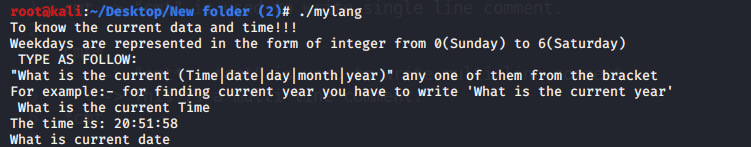 root@kali:~/Desktop/New folder (2)# ./mylang
To know the current data and time!!!
Weekdays are represented in the form of integer from 0(Sunday) to 6(Saturday)
 TYPE AS FOLLOW:
"What is the current (Time|date|day|month|year)" any one of them from the bracket
For example:- for finding current year you have to write 'What is the current year'
 What is the current Time
The time is: 20:51:58
What is current date